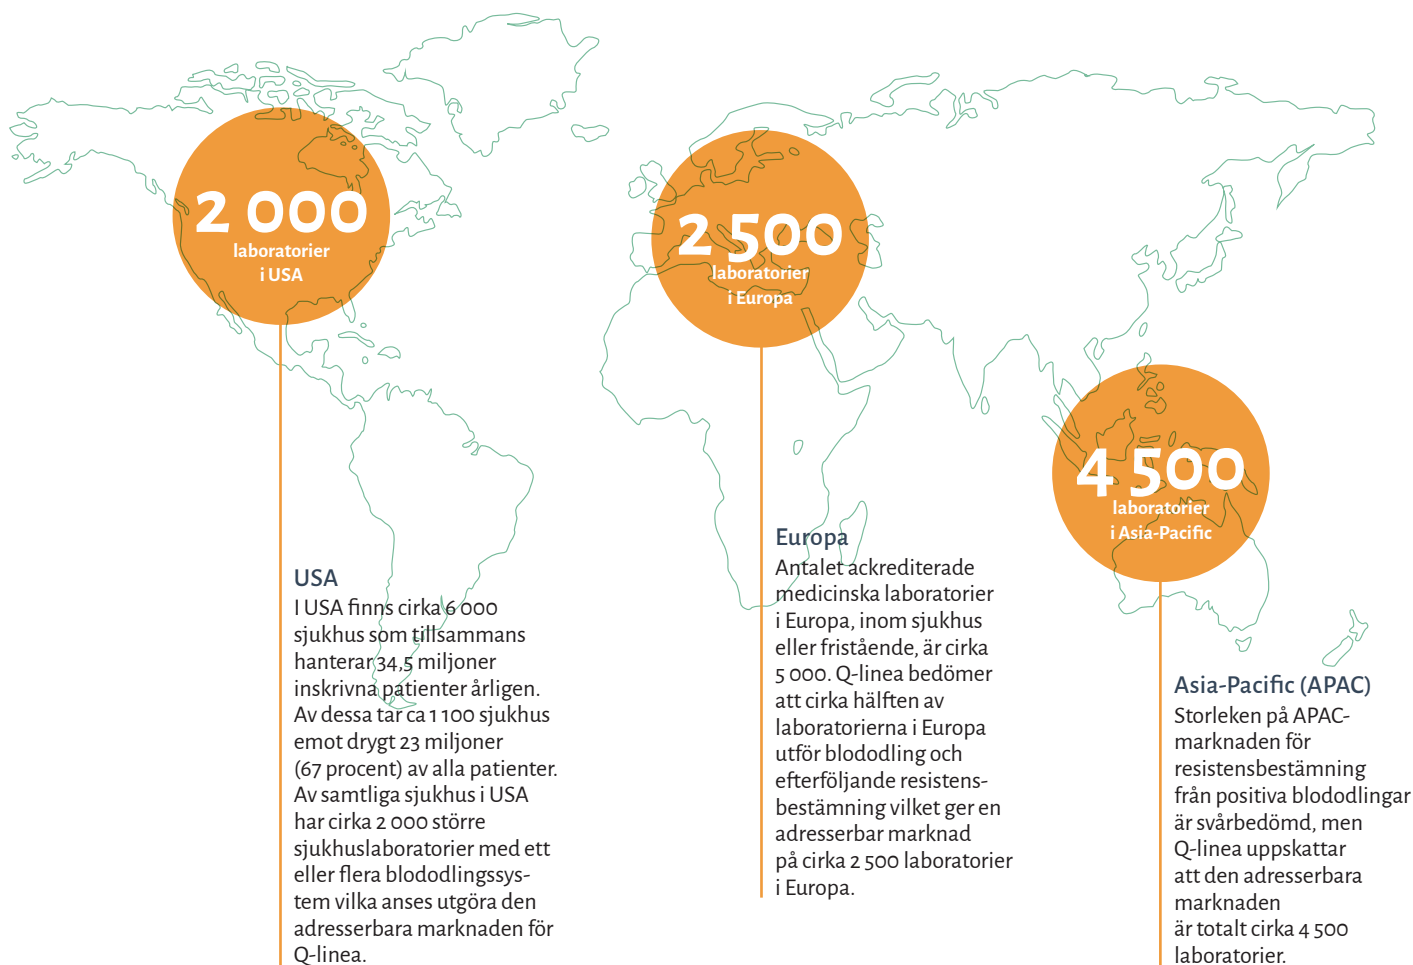 2 000
laboratorier
i USA
2 500
laboratorier
i Europa
4 500
laboratorier
i Asia-Pacific
USA
I USA finns cirka 6 000
sjukhus som tillsammans
hanterar 34,5 miljoner
inskrivna patienter årligen.
Av dessa tar ca 1 100 sjukhus
emot drygt 23 miljoner
(67 procent) av alla patienter.
Av samtliga sjukhus i USA
har cirka 2 000 större
sjukhuslaboratorier med ett
eller flera blododlingssys-
tem vilka anses utgöra den
adresserbara marknaden för
Q-linea.
Europa
Antalet ackrediterade
medicinska laboratorier
i Europa, inom sjukhus
eller fristående, är cirka
5 000. Q-linea bedömer
att cirka hälften av
laboratorierna i Europa
utför blododling och
efterföljande resistens-
bestämning vilket ger en
adresserbar marknad
på cirka 2 500 laboratorier
i Europa.
Asia-Pacific (APAC)
Storleken på APAC-
marknaden för
resistensbestämning
från positiva blododlingar
är svårbedömd, men
Q-linea uppskattar
att den adresserbara
marknaden
är totalt cirka 4 500
laboratorier.